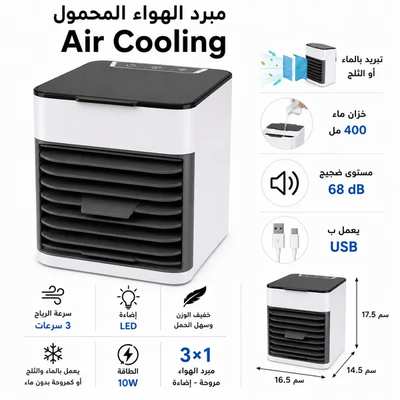 مبرد الهواء المحمول
Air Cooling
تبريد بالماء
أو الثلج
خزان ماء
400 مل
مستوى ضجيج
68 dB
يعمل ب
USB
سرعة الرياح
3 سرعات
إضاءة
LED
خفيف الوزن
وسهل الحمل
يعمل بالماء والثلج
أو كمروحة بدون ماء
الطاقة
10W
3×1
مبرد الهواء
مروحة - إضاءة
17.5 سم
14.5 سم
16.5 سم